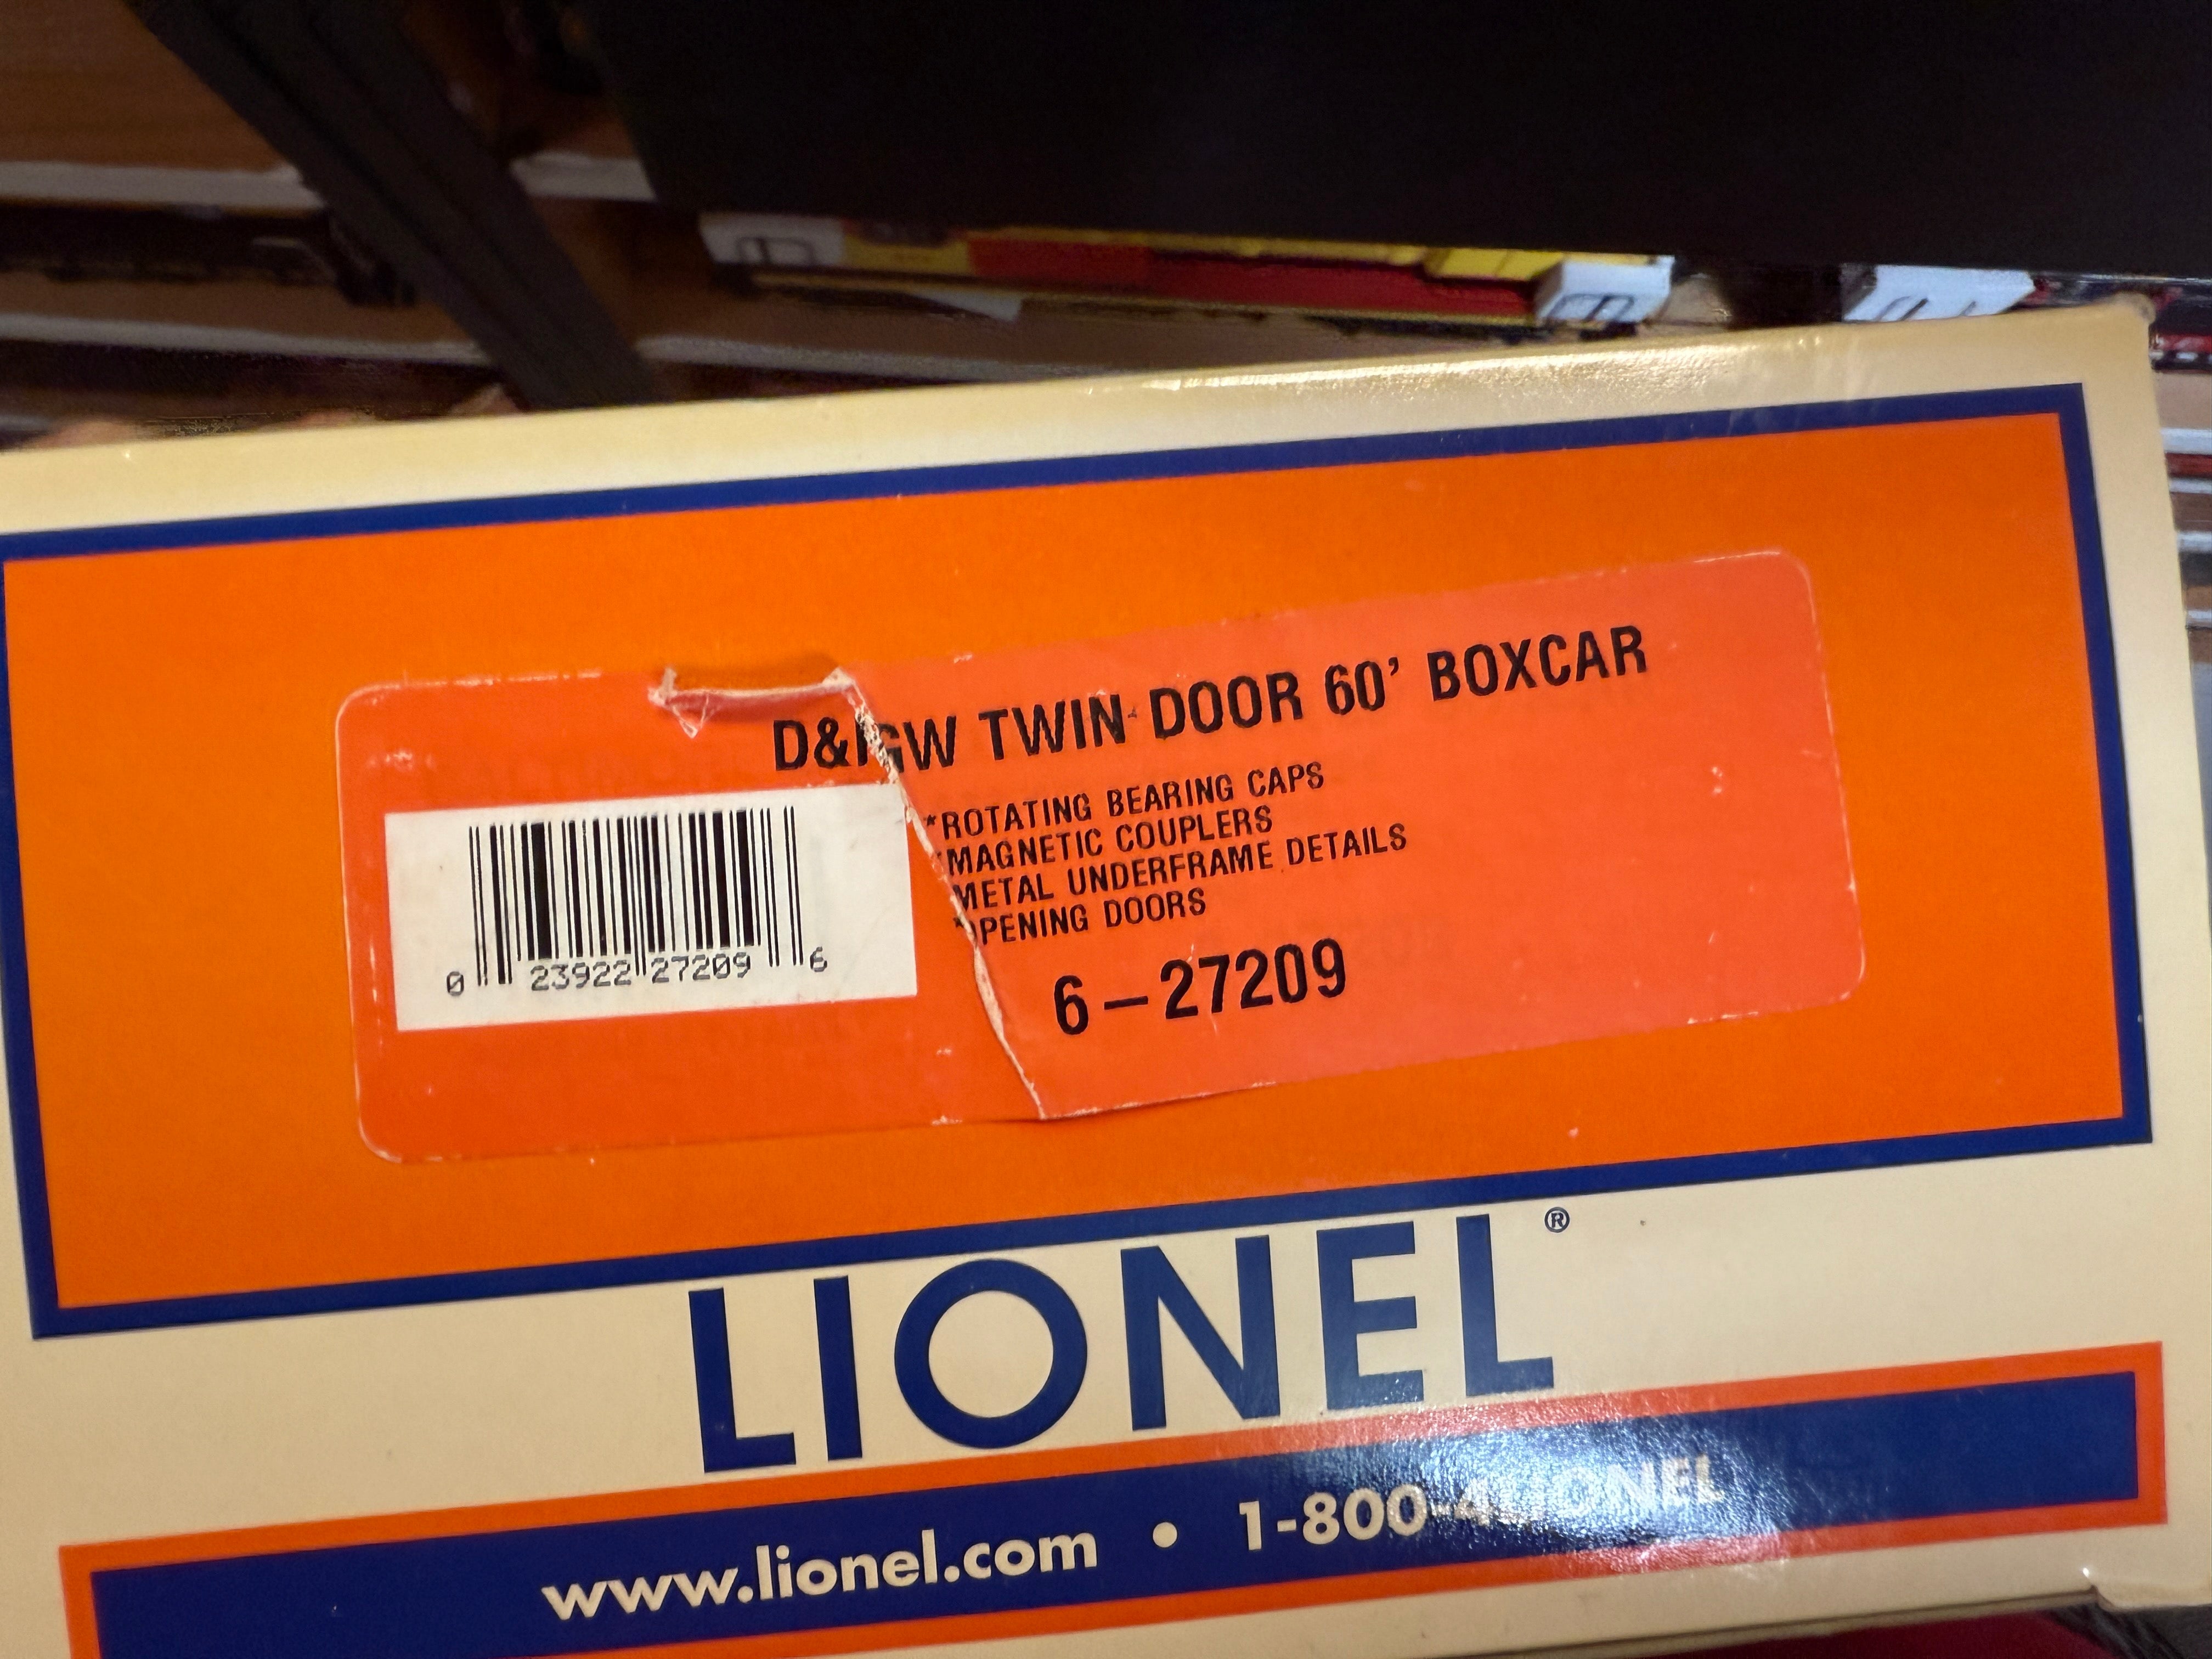 D&RGW TWIN DOOR 60' BOXCAR
*ROTATING BEARING CAPS
*MAGNETIC COUPLERS
METAL UNDERFRAME DETAILS
*OPENING DOORS
0 23922 27209 6
6-27209
LIONEL®
www.lionel.com • 1-800-4-LIONEL